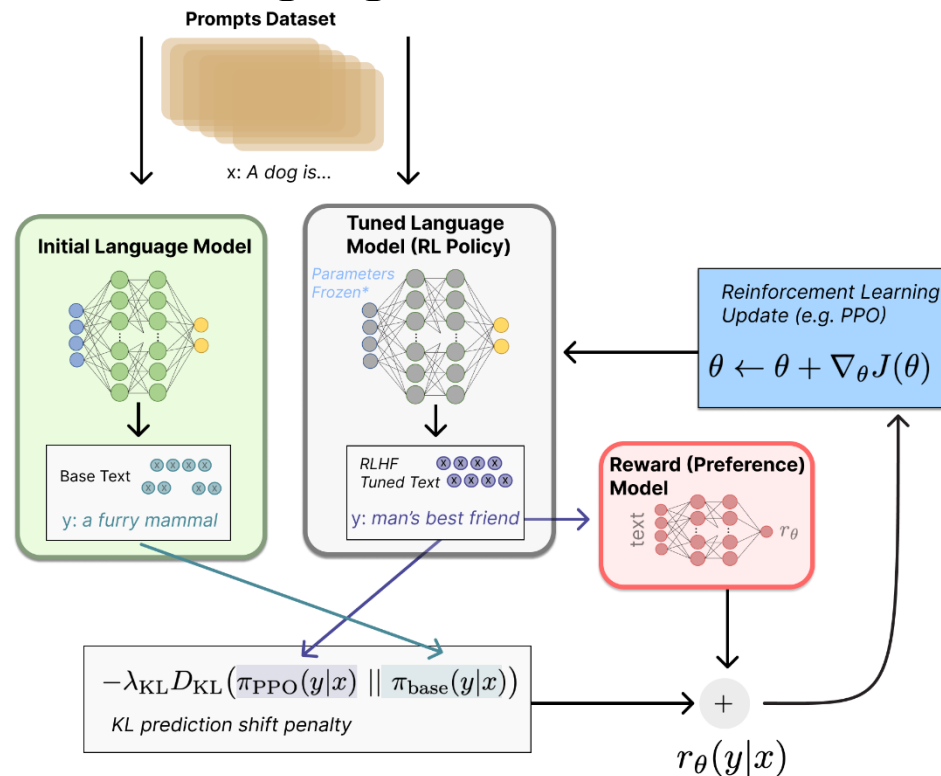 Prompts Dataset
x: A dog is...
Initial Language Model
Tuned Language
Model (RL Policy)
Parameters
Frozen*
Reinforcement Learning
Update (e.g. PPO)
θ ← θ + ∇θJ(θ)
Base Text
x x x x
x x x x
y: a furry mammal
RLHF
Tuned Text
x x x x
x x x x
y: man's best friend
Reward (Preference)
Model
text
rθ
−λKL DKL(πPPO(y|x) || πbase(y|x))
KL prediction shift penalty
+
rθ(y|x)